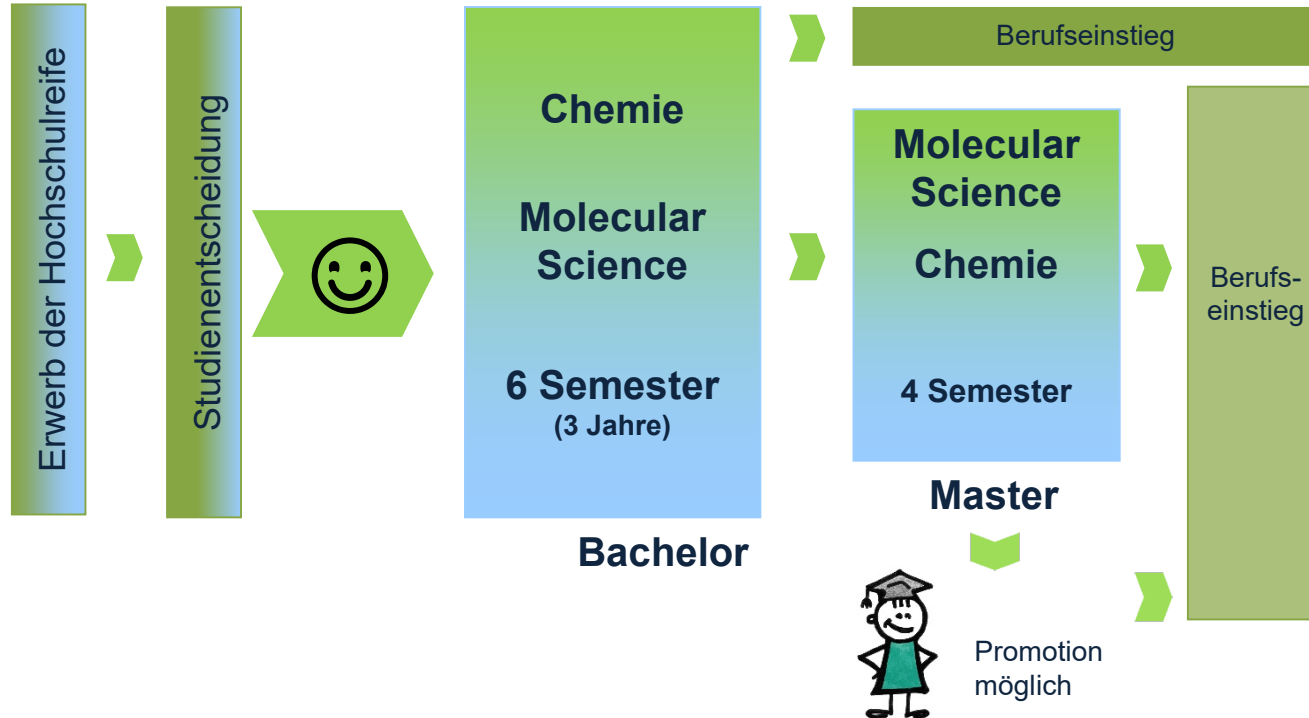 Erwerb der Hochschulreife
Studienentscheidung
Chemie
Molecular
Science
6 Semester
(3 Jahre)
Bachelor
Berufseinstieg
Molecular
Science
Chemie
4 Semester
Master
Promotion
möglich
Berufs-
einstieg